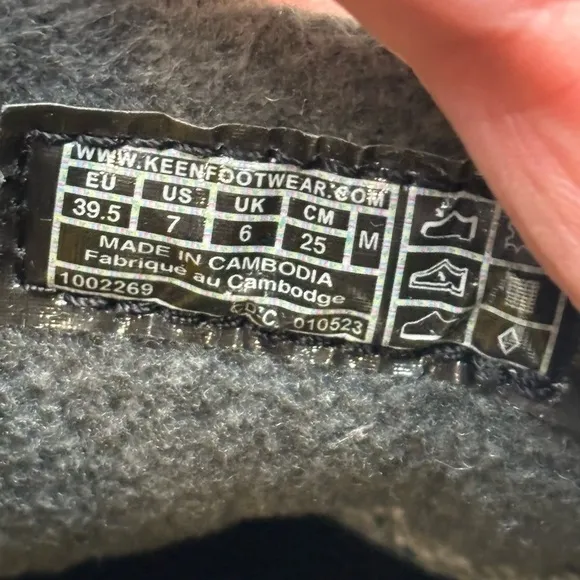 WWW.KEENFOOTWEAR.COM
EU US UK CM
39.5 7 6 25 M
MADE IN CAMBODIA
Fabriqué au Cambodge
1002269 010523